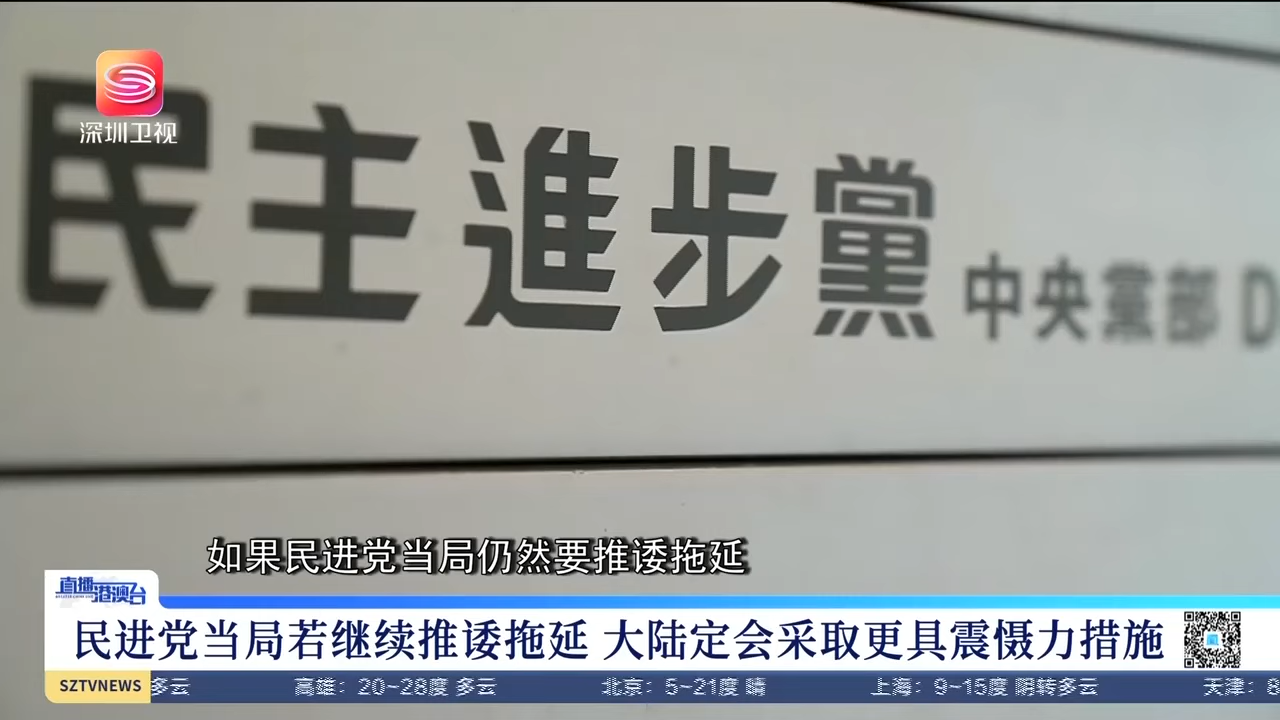 深圳卫视
民主進步黨 中央黨部 D
如果民进党当局仍然要推诿拖延
直播港澳台
民进党当局若继续推诿拖延 大陆定会采取更具震慑力措施
SZTVNEWS 多云 高雄：20~28度 多云 北京：5~21度 晴 上海：9~15度 阴转多云 天津：